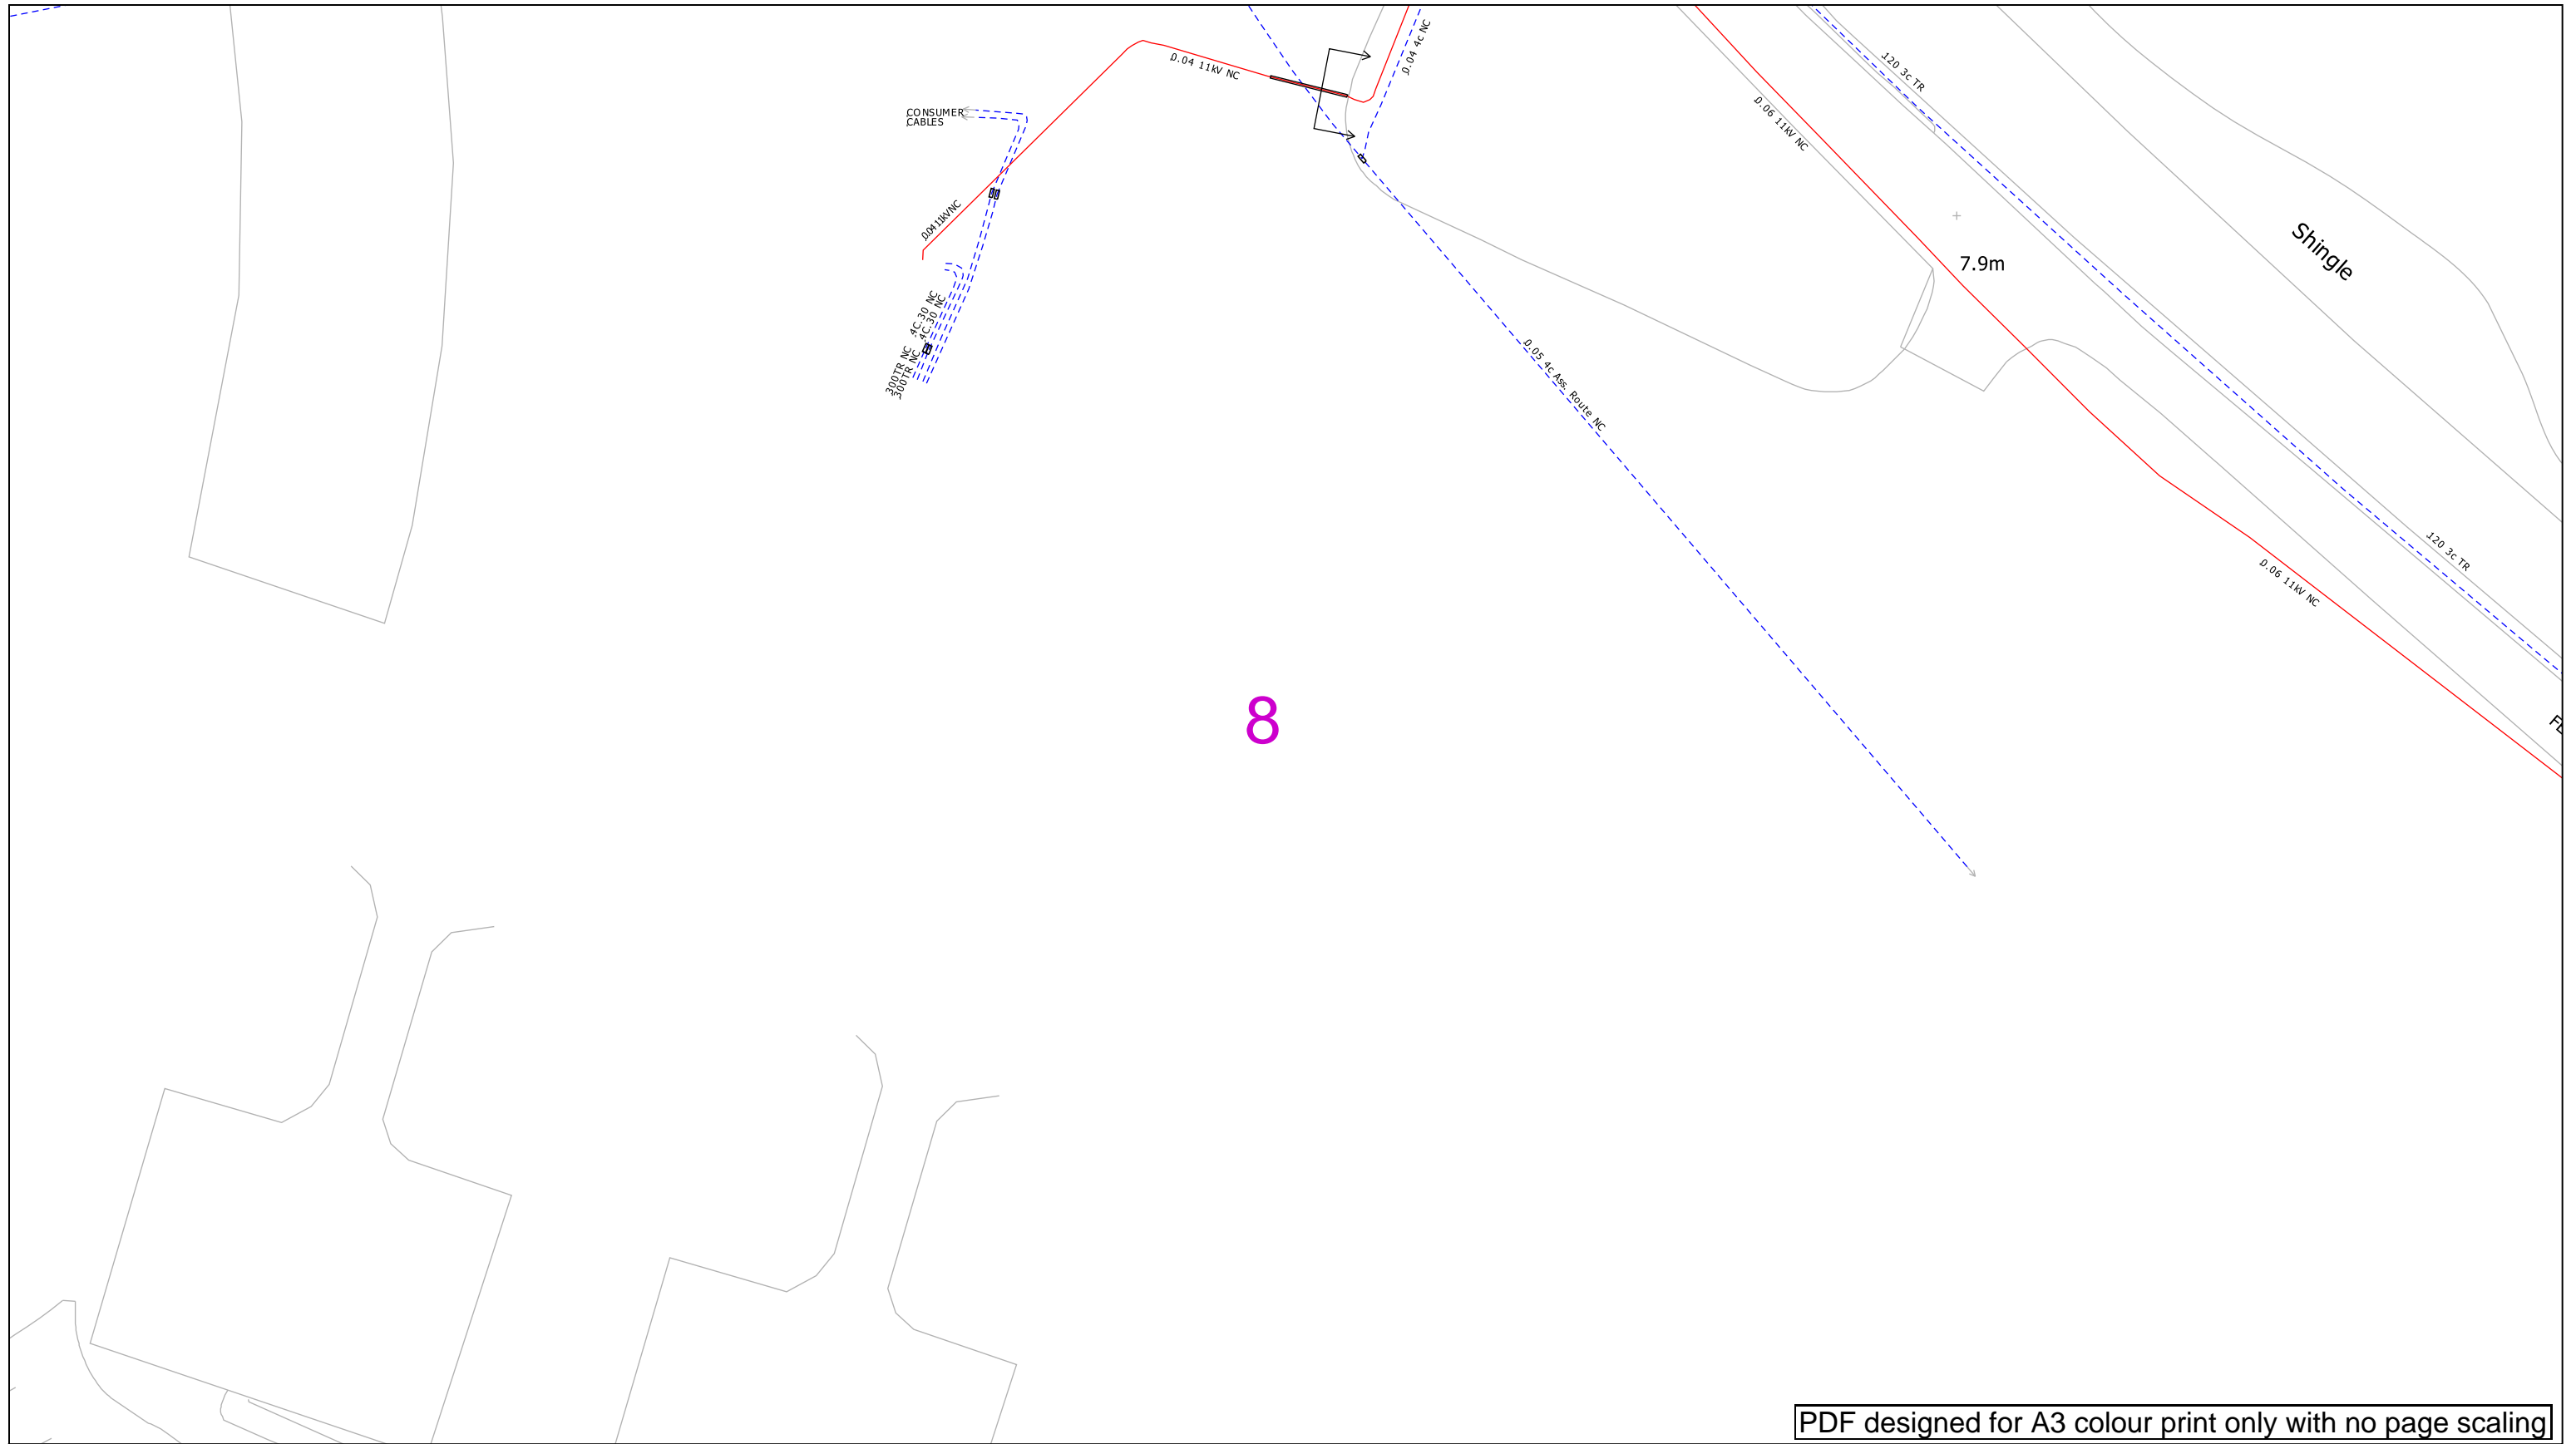 0.04 11kV NC
0.04 4c NC
.120 3c TR
0.06 11kV NC
CONSUMER
CABLES
0.04 11kV NC
Shingle
7.9m
.4C.30 NC
.4C.30 NC
.300TR NC
.300TR NC
0.05 4c Ass. Route NC
.120 3c TR
0.06 11kV NC
8
PDF designed for A3 colour print only with no page scaling